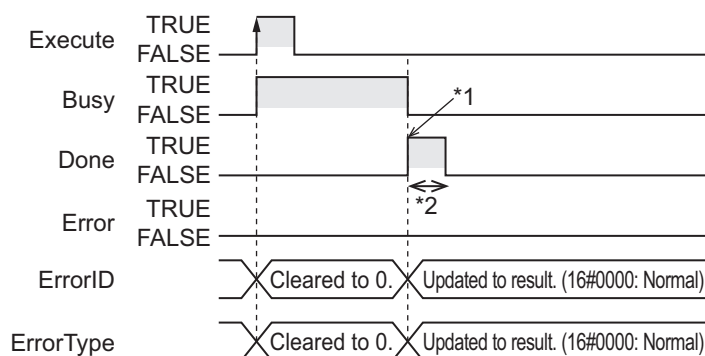 Execute TRUE
FALSE
Busy TRUE
FALSE
*1
Done TRUE
FALSE
*2
Error TRUE
FALSE
ErrorID Cleared to 0. Updated to result. (16#0000: Normal)
ErrorType Cleared to 0. Updated to result. (16#0000: Normal)